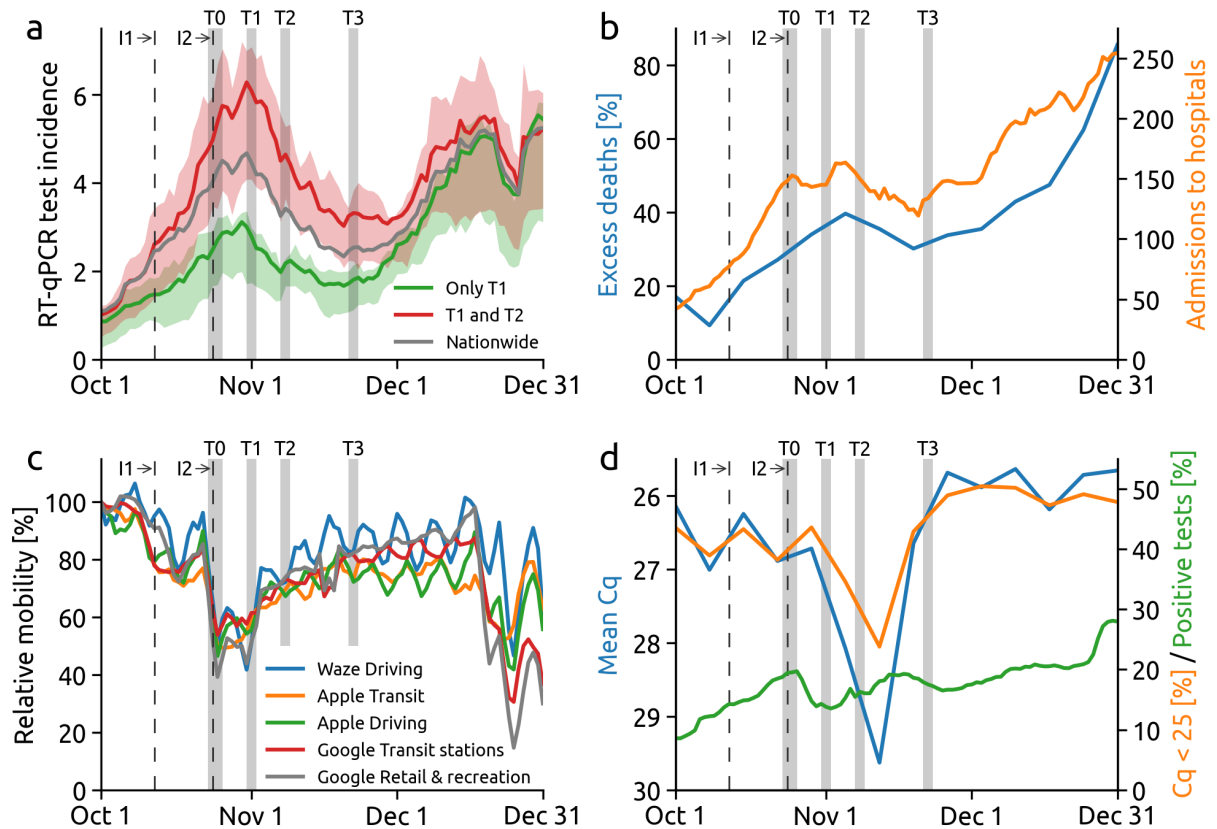 a
I1→
I2→
T0
T1
T2
T3
RT-qPCR test incidence
6
4
2
0
Only T1
T1 and T2
Nationwide
Oct 1
Nov 1
Dec 1
Dec 31
b
I1→
I2→
T0
T1
T2
T3
Excess deaths [%]
80
60
40
20
0
250
200
150
100
50
0
Admissions to hospitals
Oct 1
Nov 1
Dec 1
Dec 31
c
I1→
I2→
T0
T1
T2
T3
Relative mobility [%]
100
80
60
40
20
0
Waze Driving
Apple Transit
Apple Driving
Google Transit stations
Google Retail & recreation
Oct 1
Nov 1
Dec 1
Dec 31
d
I1→
I2→
T0
T1
T2
T3
Mean Cq
26
27
28
29
30
50
40
30
20
10
0
Cq < 25 [%] / Positive tests [%]
Oct 1
Nov 1
Dec 1
Dec 31